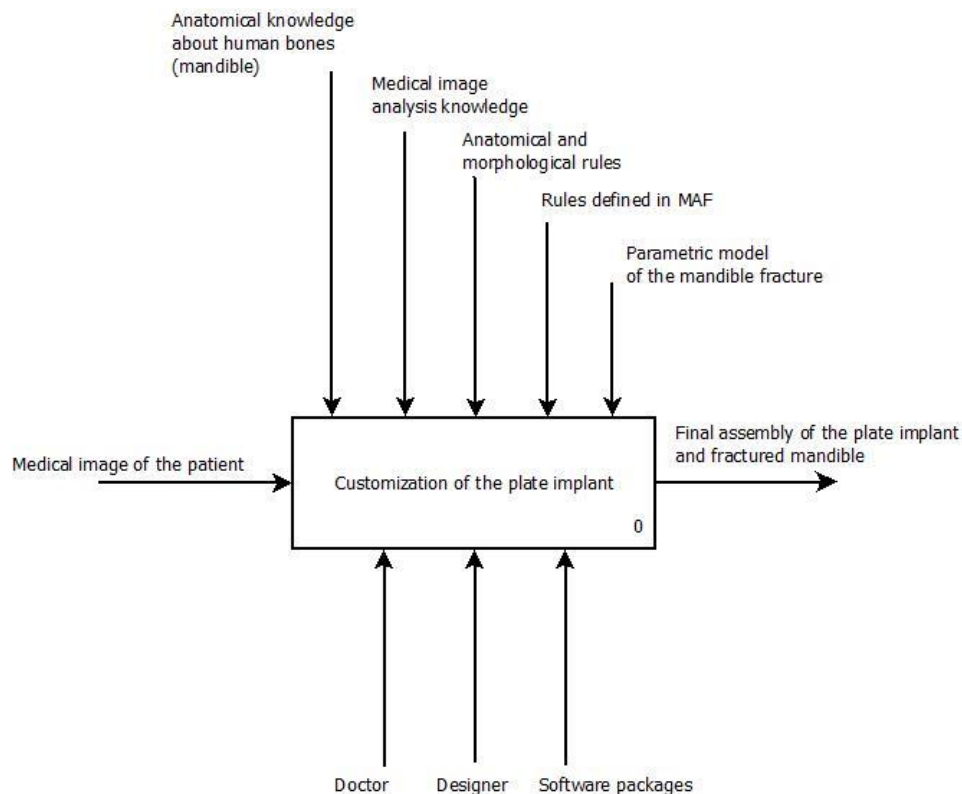 Anatomical knowledge
about human bones
(mandible)
Medical image
analysis knowledge
Anatomical and
morphological rules
Rules defined in MAF
Parametric model
of the mandible fracture
Medical image of the patient
Customization of the plate implant
0
Final assembly of the plate implant
and fractured mandible
Doctor
Designer
Software packages